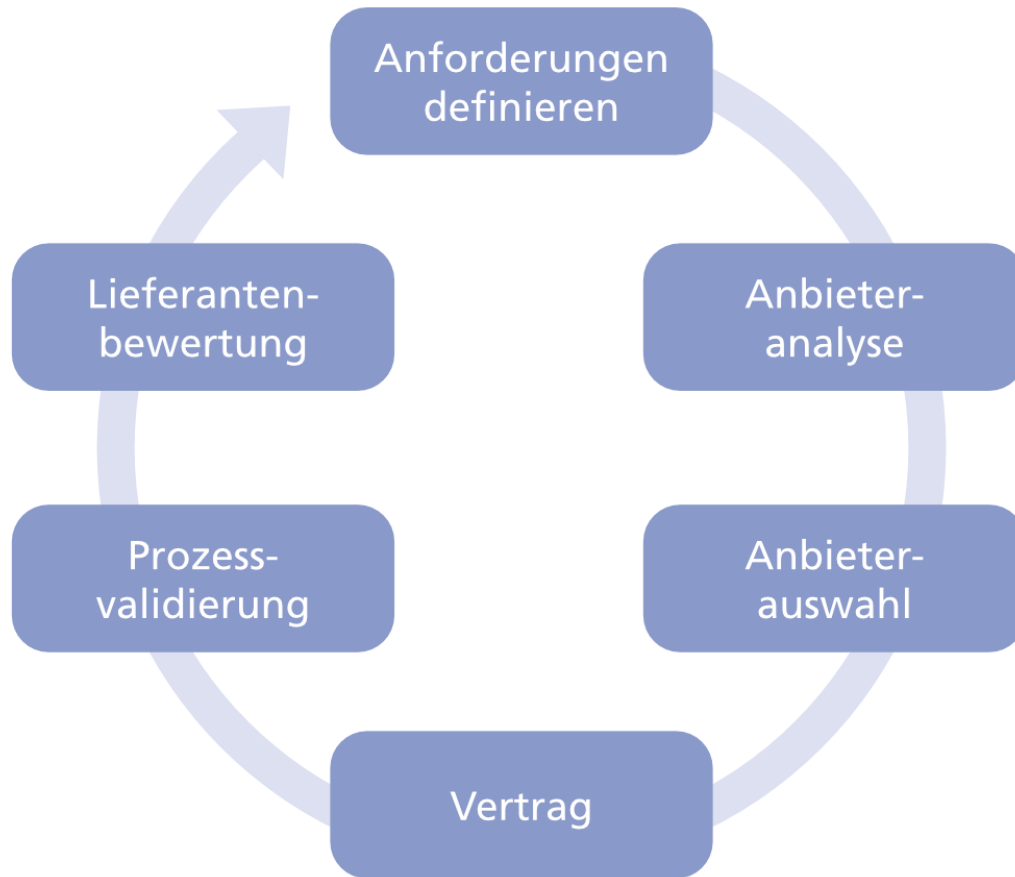 Anforderungen
definieren
Anbieter-
analyse
Anbieter-
auswahl
Vertrag
Prozess-
validierung
Lieferanten-
bewertung